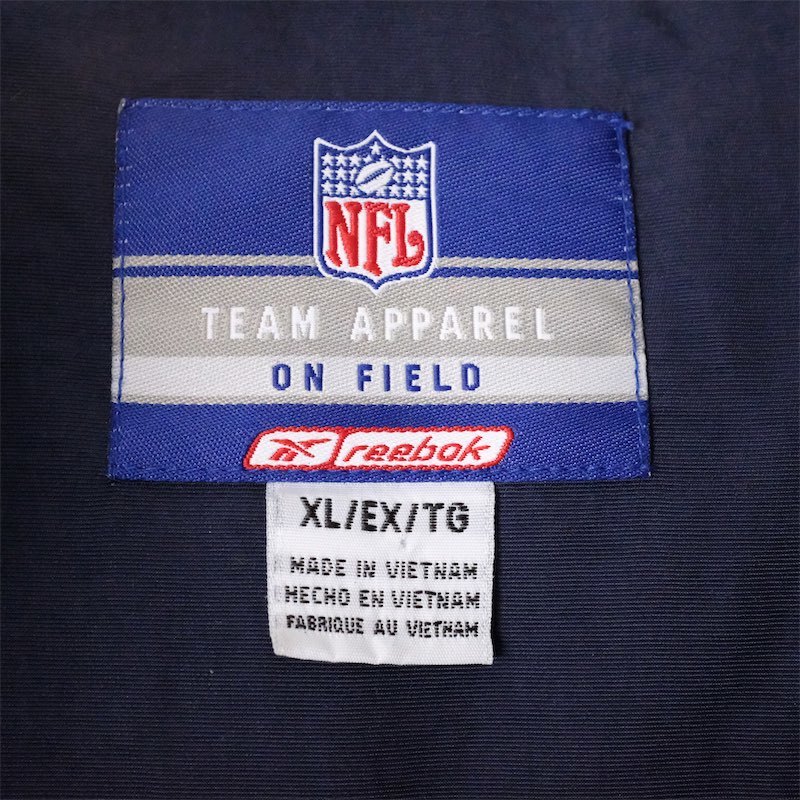 NFL
TEAM APPAREL
ON FIELD
reebok
XL/EX/TG
MADE IN VIETNAM
HECHO EN VIETNAM
FABRIQUE AU VIETNAM